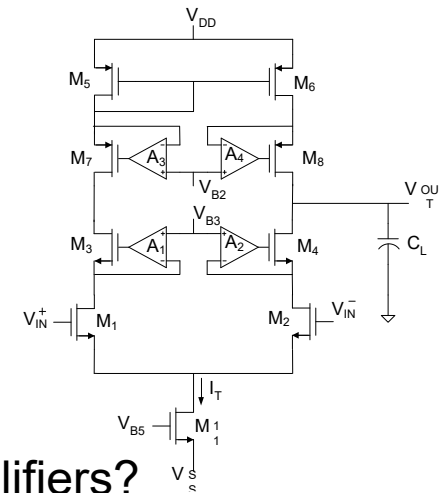 V_DD
M_5
M_6
M_7
A_3
- +
A_4
- +
M_8
V_B2
V_OUT
V_B3
M_3
A_1
+ -
A_2
+ -
M_4
C_L
V_IN^+
M_1
M_2
V_IN^-
I_T
V_B5
M_11
V_SS
lifiers?